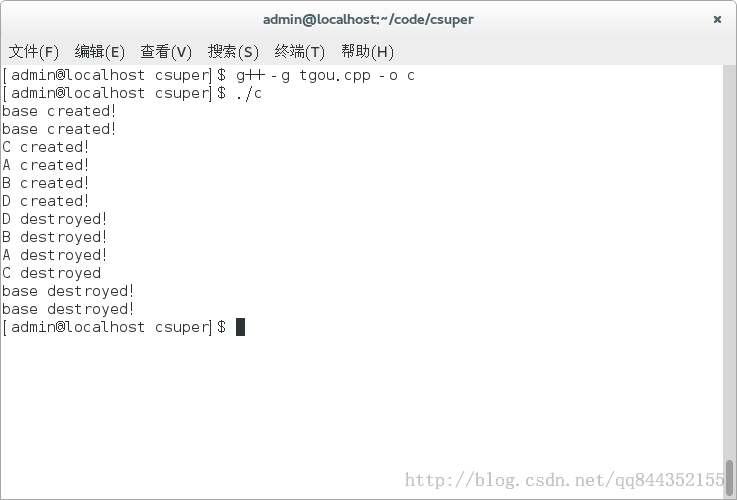 admin@localhost:~/code/csuper ×
文件(F) 编辑(E) 查看(V) 搜索(S) 终端(T) 帮助(H)
[admin@localhost csuper]$ g++ -g tgou.cpp -o c
[admin@localhost csuper]$ ./c
base created!
base created!
C created!
A created!
B created!
D created!
D destroyed!
B destroyed!
A destroyed!
C destroyed
base destroyed!
base destroyed!
[admin@localhost csuper]$
http://blog.csdn.net/qq844352155